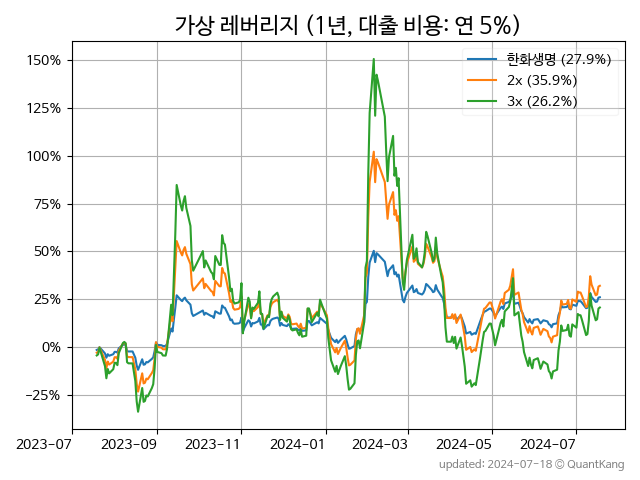 가상 레버리지 (1년, 대출 비용: 연 5%)
한화생명 (27.9%)
2x (35.9%)
3x (26.2%)
150%
125%
100%
75%
50%
25%
0%
−25%
2023-07 2023-09 2023-11 2024-01 2024-03 2024-05 2024-07
updated: 2024-07-18 © QuantKang